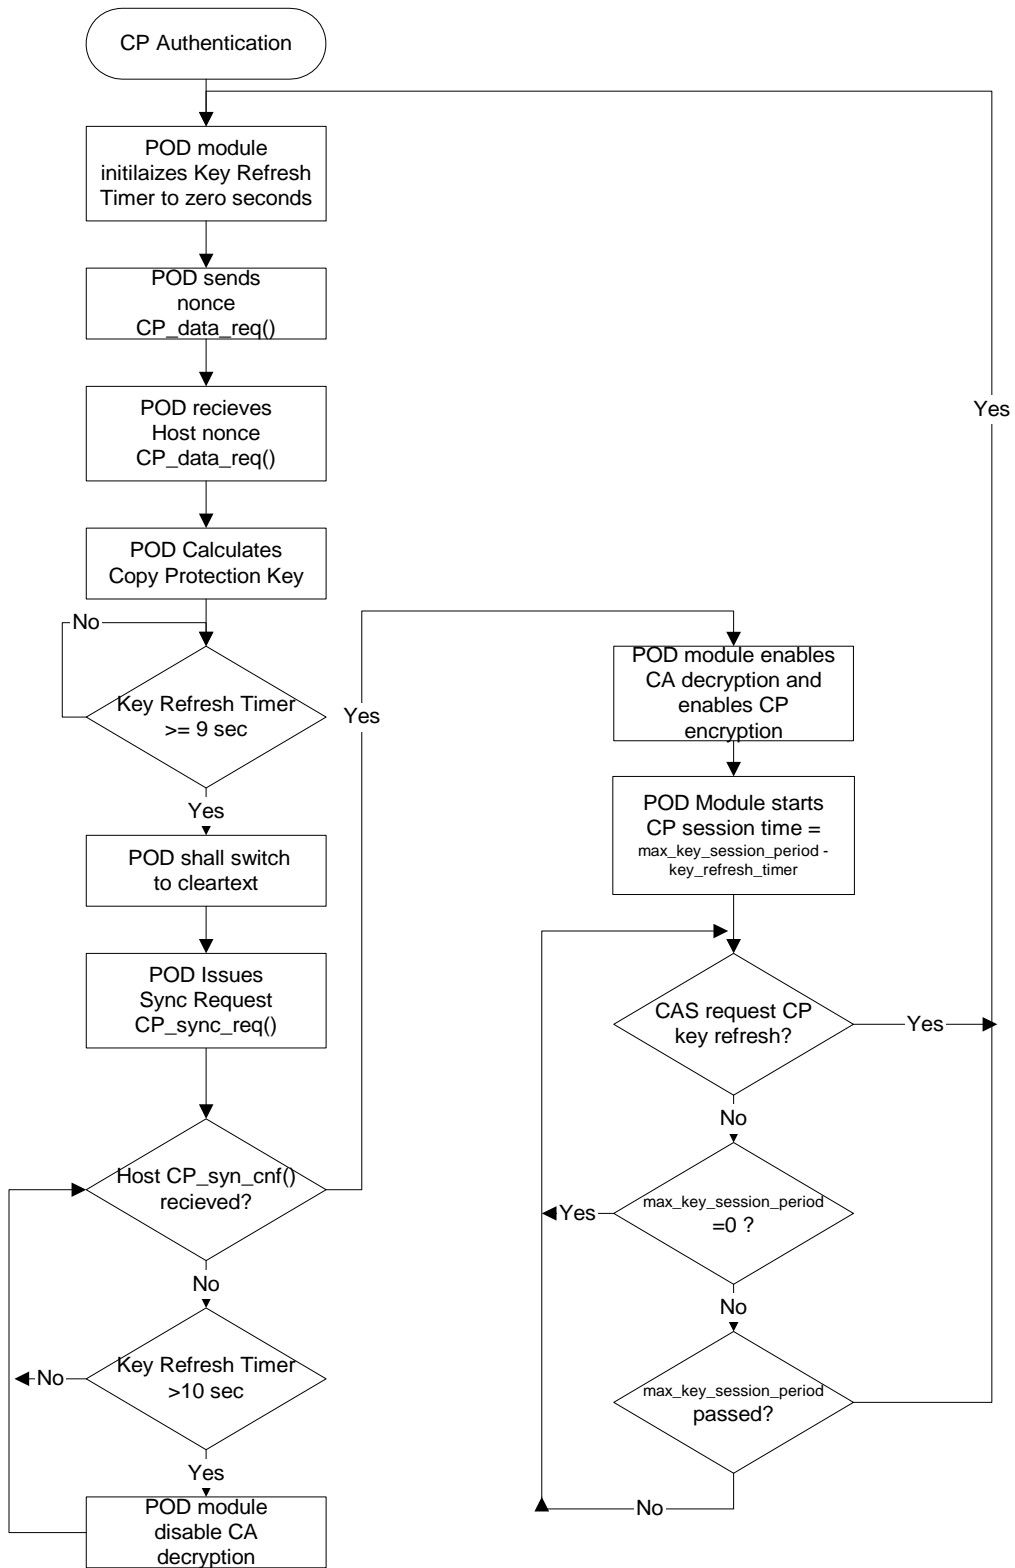 CP Authentication
POD module
initilaizes Key Refresh
Timer to zero seconds
POD sends
nonce
CP_data_req()
POD recieves
Host nonce
CP_data_req()
POD Calculates
Copy Protection Key
No
Key Refresh Timer
>= 9 sec
Yes
POD shall switch
to cleartext
POD Issues
Sync Request
CP_sync_req()
Host CP_syn_cnf()
recieved?
Yes
No
Key Refresh Timer
>10 sec
No
Yes
POD module
disable CA
decryption
POD module enables
CA decryption and
enables CP
encryption
POD Module starts
CP session time =
max_key_session_period -
key_refresh_timer
CAS request CP
key refresh?
Yes
No
max_key_session_period
=0 ?
Yes
No
max_key_session_period
passed?
Yes
No